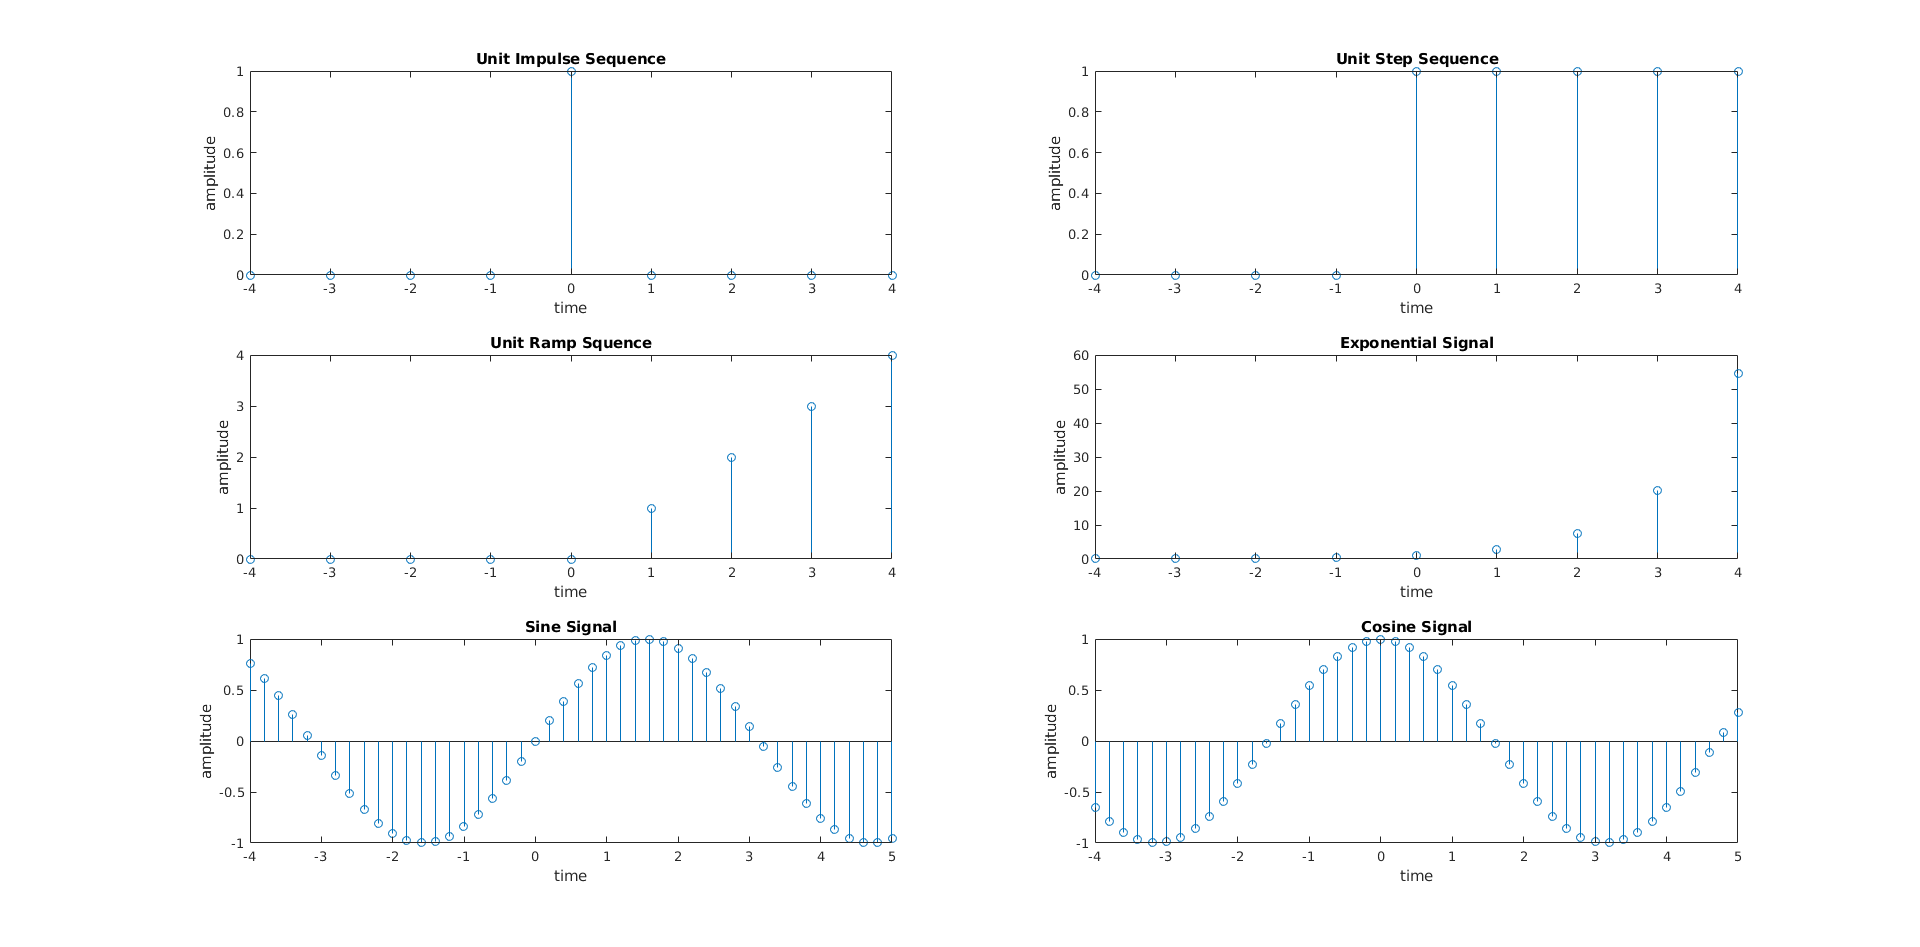 Unit Impulse Sequence
1
0.8
0.6
0.4
0.2
0
amplitude
-4 -3 -2 -1 0 1 2 3 4
time
Unit Step Sequence
1
0.8
0.6
0.4
0.2
0
amplitude
-4 -3 -2 -1 0 1 2 3 4
time
Unit Ramp Squence
4
3
2
1
0
amplitude
-4 -3 -2 -1 0 1 2 3 4
time
Exponential Signal
60
50
40
30
20
10
0
amplitude
-4 -3 -2 -1 0 1 2 3 4
time
Sine Signal
1
0.5
0
-0.5
-1
amplitude
-4 -3 -2 -1 0 1 2 3 4 5
time
Cosine Signal
1
0.5
0
-0.5
-1
amplitude
-4 -3 -2 -1 0 1 2 3 4 5
time